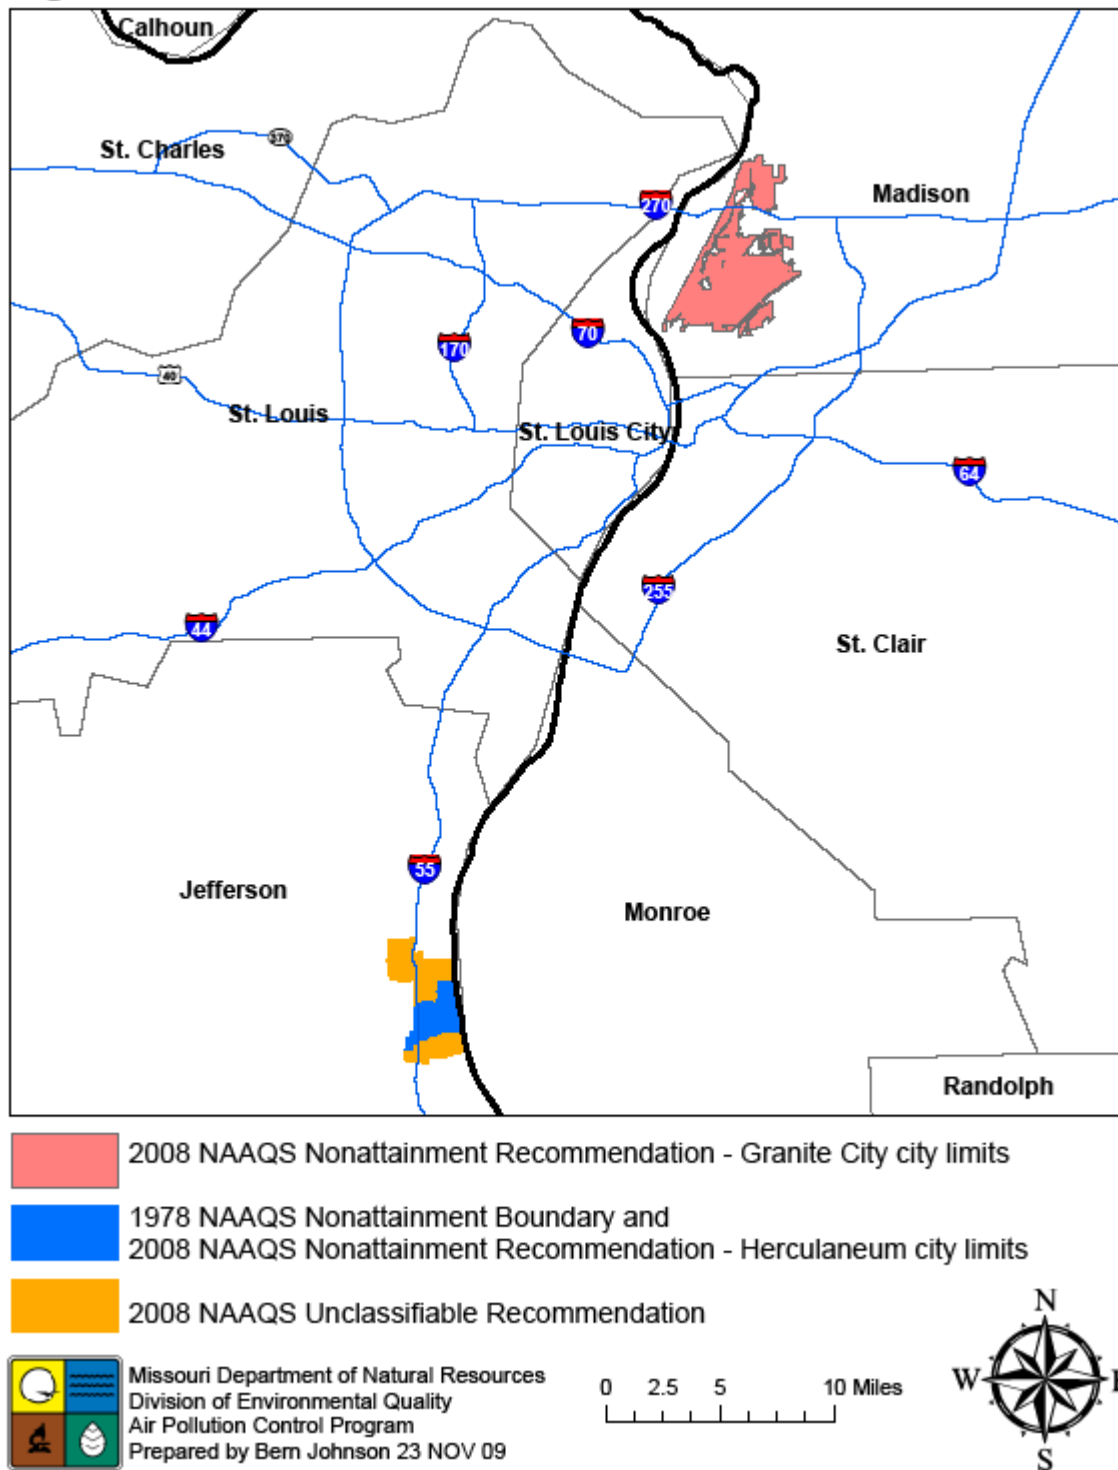 Calhoun
370
St. Charles
270
Madison
70
170
40
St. Louis
St. Louis City
64
255
44
St. Clair
55
Jefferson
Monroe
Randolph
2008 NAAQS Nonattainment Recommendation - Granite City city limits
1978 NAAQS Nonattainment Boundary and
2008 NAAQS Nonattainment Recommendation - Herculaneum city limits
2008 NAAQS Unclassifiable Recommendation
Missouri Department of Natural Resources
Division of Environmental Quality
Air Pollution Control Program
Prepared by Bern Johnson 23 NOV 09
0 2.5 5 10 Miles
N
W
S